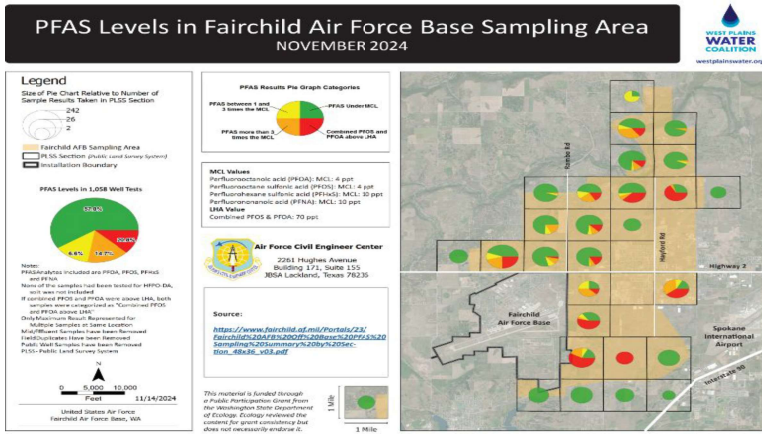 PFAS Levels in Fairchild Air Force Base Sampling Area
NOVEMBER 2024
WEST PLAINS
WATER
COALITION
westplainswater.org
Legend
Size of Pie Chart Relative to Number of
Sample Results Taken in PLSS Section
242
26
2
Fairchild AFB Sampling Area
PLSS Section (Public Land Survey System)
Installation Boundary
PFAS Levels in 1,058 Well Tests
57.8%
20.8%
14.7%
6.6%
Note:
PFASAnalytes included are PFOA, PFOS, PFHxS
and PFNA
None of the samples had been tested for HFPO-DA,
so it was not included
If combined PFOS and PFOA were above LHA, both
samples were categorized as "Combined PFOS
and PFOA above LHA"
OnlyMaximum Result Represented for
Multiple Samples at Same Location
Mid/Effluent Samples have been Removed
FieldDuplicates have been Removed
Public Well Samples have been Removed
PLSS- Public Land Survey System
N
0 5,000 10,000
Feet
11/14/2024
United States Air Force
Fairchild Air Force Base, WA
PFAS Results Pie Graph Categories
PFAS between 1 and
3 times the MCL
PFAS UnderMCL
PFAS more than 3
times the MCL
Combined PFOS and
PFOA above LHA
MCL Values
Perfluorooctanoic acid (PFOA): MCL: 4 ppt
Perfluorooctane sulfonic acid (PFOS): MCL: 4 ppt
Perfluorohexane sulfonic acid (PFHxS): MCL: 10 ppt
Perfluorononanoic acid (PFNA): MCL: 10 ppt
LHA Value
Combined PFOS & PFOA: 70 ppt
Air Force Civil Engineer Center
2261 Hughes Avenue
Building 171, Suite 155
JBSA Lackland, Texas 78235
Source:
https://www.fairchild.af.mil/Portals/23/
Fairchild%20AFB%20Off%20Base%20PFAS%20
Sampling%20Summary%20by%20Sec-
tion_48x36_v03.pdf
This material is funded through
a Public Participation Grant from
the Washington State Department
of Ecology. Ecology reviewed the
content for grant consistency but
does not necessarily endorse it.
1 Mile
1 Mile
Rambo Rd
Hayford Rd
Highway 2
Fairchild
Air Force Base
Spokane
International
Airport
Interstate 90